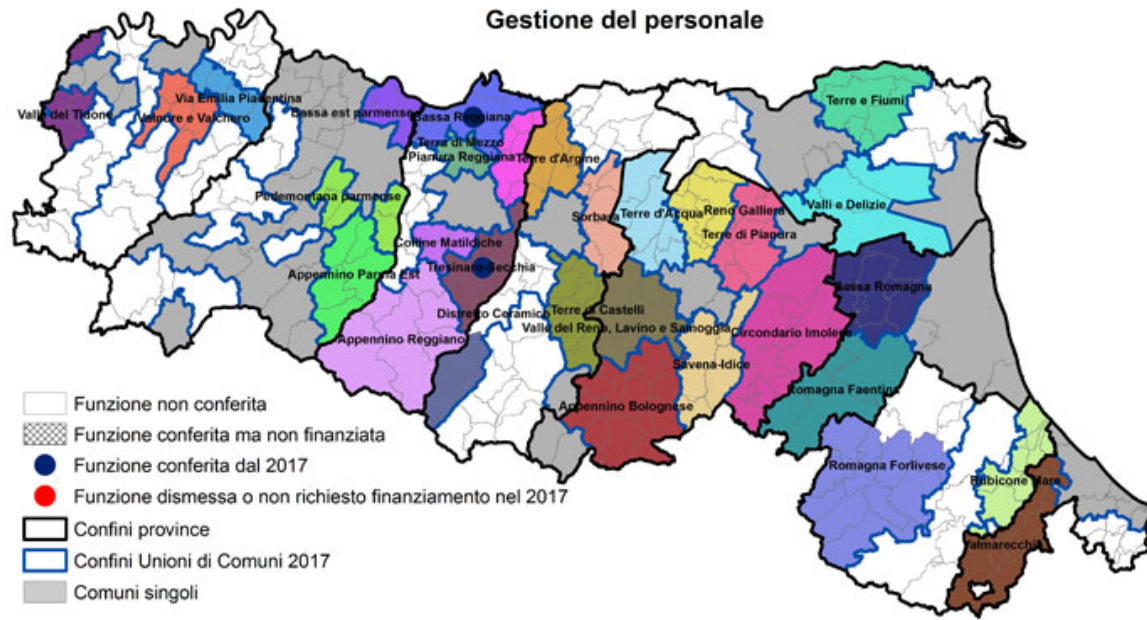 Gestione del personale
Via Emilia Piacentina
Valle del Tidone
Valnure e Valchero
Bassa est parmense
Bassa Reggiana
Terra di Mezzo
Pianura Reggiana
Terre d'Argine
Terre e Fiumi
Pedemontana parmense
Sorbara
Terre d'Acqua
Reno Galliera
Valli e Delizie
Terre di Pianura
Colline Matildiche
Tresinaro-Secchia
Appennino Parma Est
Bassa Romagna
Distretto Ceramico
Terre di Castelli
Valle del Reno, Lavino e Samoggia
Circondario Imolese
Appennino Reggiano
Savena-Idice
Romagna Faentina
Appennino Bolognese
Romagna Forlivese
Rubicone Mare
Valmarecchia
Funzione non conferita
Funzione conferita ma non finanziata
Funzione conferita dal 2017
Funzione dismessa o non richiesto finanziamento nel 2017
Confini province
Confini Unioni di Comuni 2017
Comuni singoli